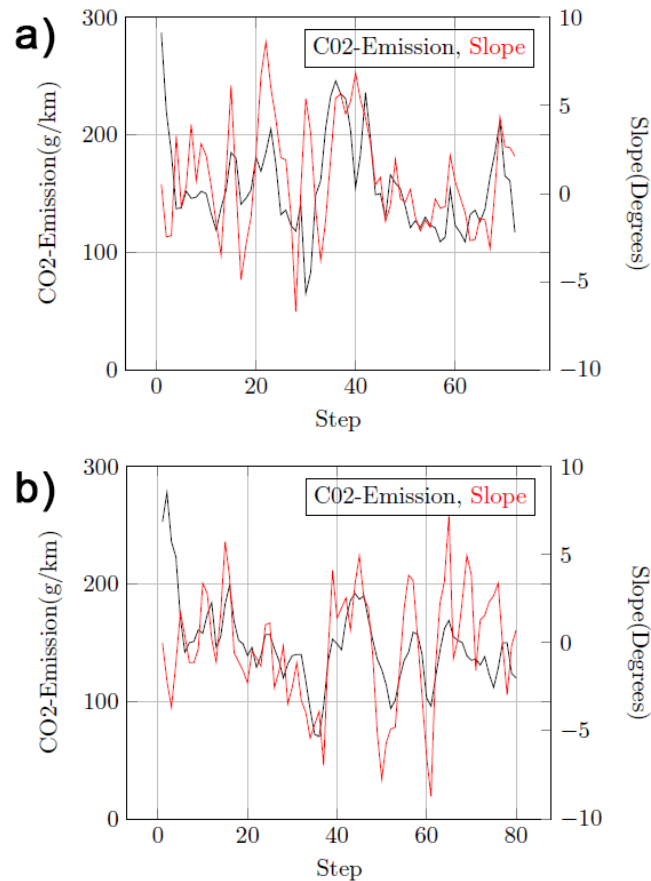 a)
300
200
100
0
CO2-Emission(g/km)
C02-Emission, Slope
10
5
0
−5
−10
Slope(Degrees)
0 20 40 60
Step
b)
300
200
100
0
CO2-Emission(g/km)
C02-Emission, Slope
10
5
0
−5
−10
Slope(Degrees)
0 20 40 60 80
Step